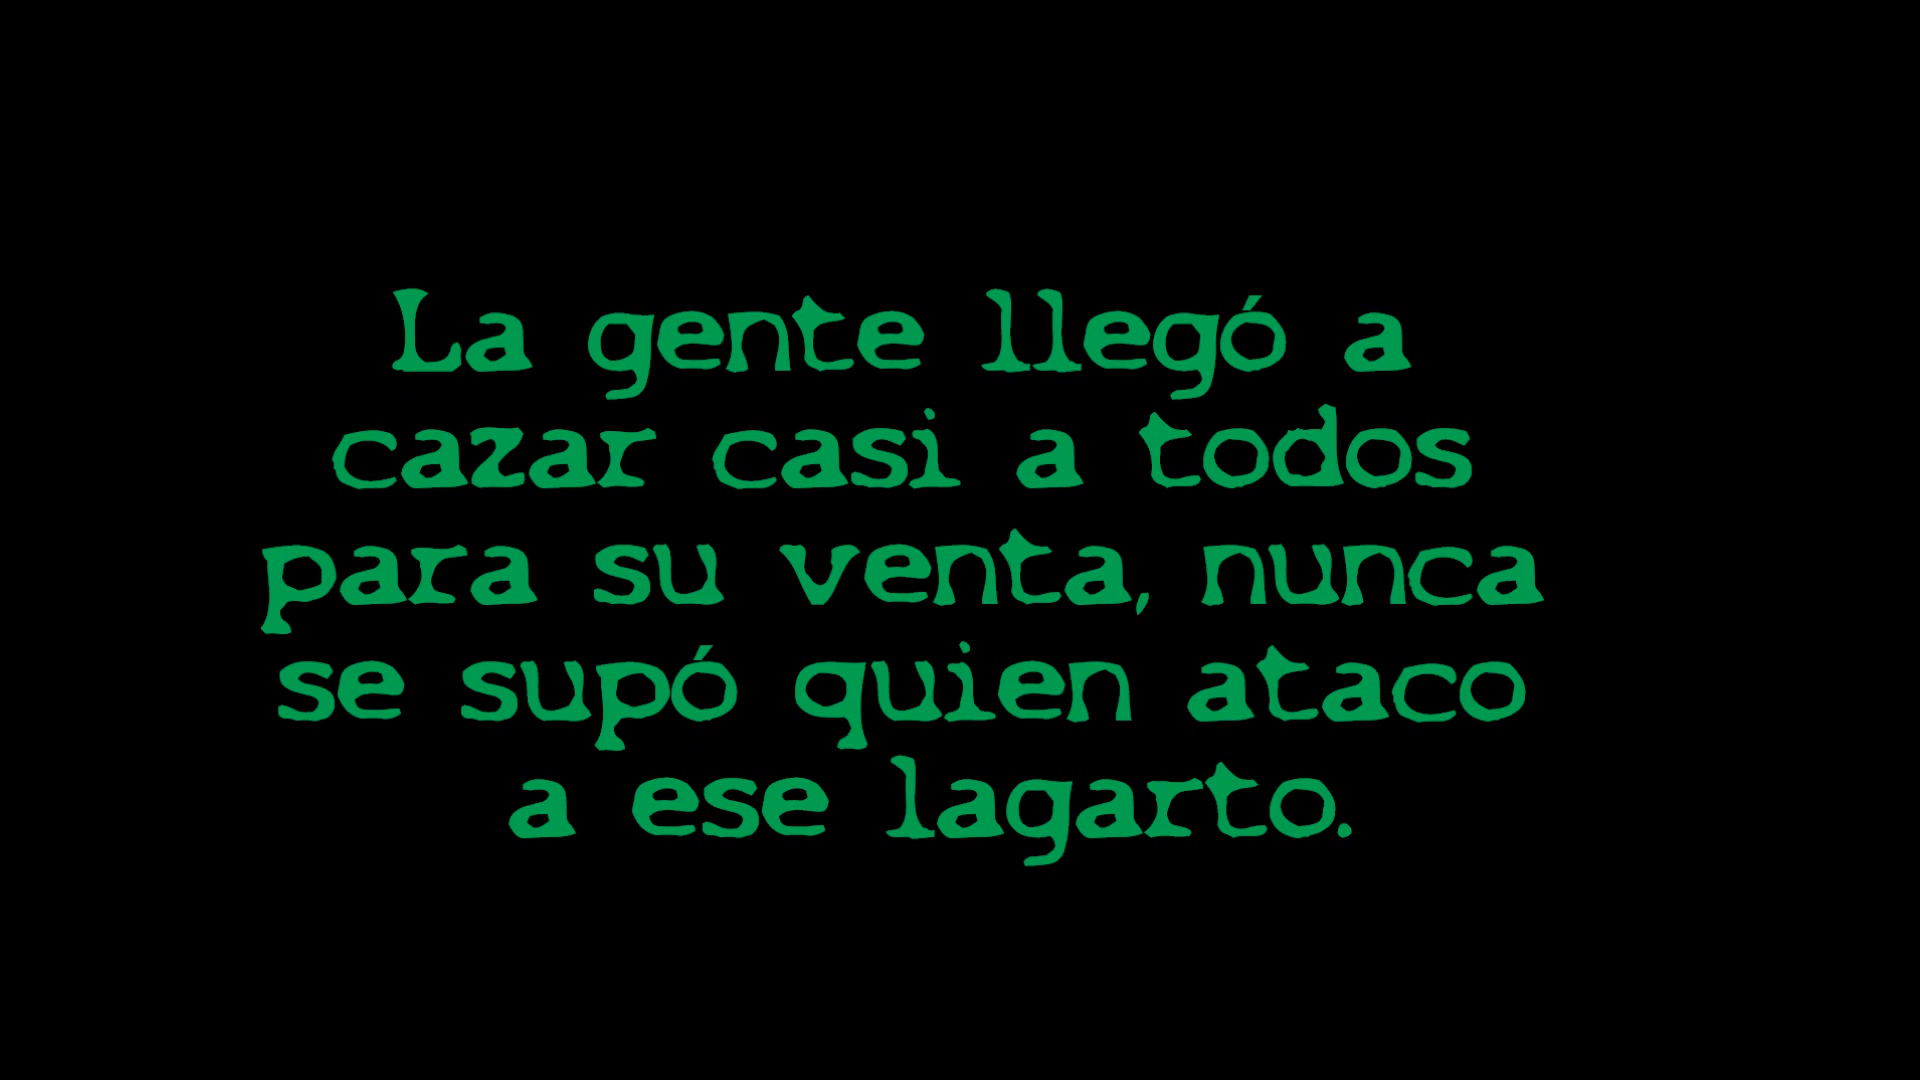 La gente llegó a
cazar casi a todos
para su venta, nunca
se supó quien ataco
a ese lagarto.